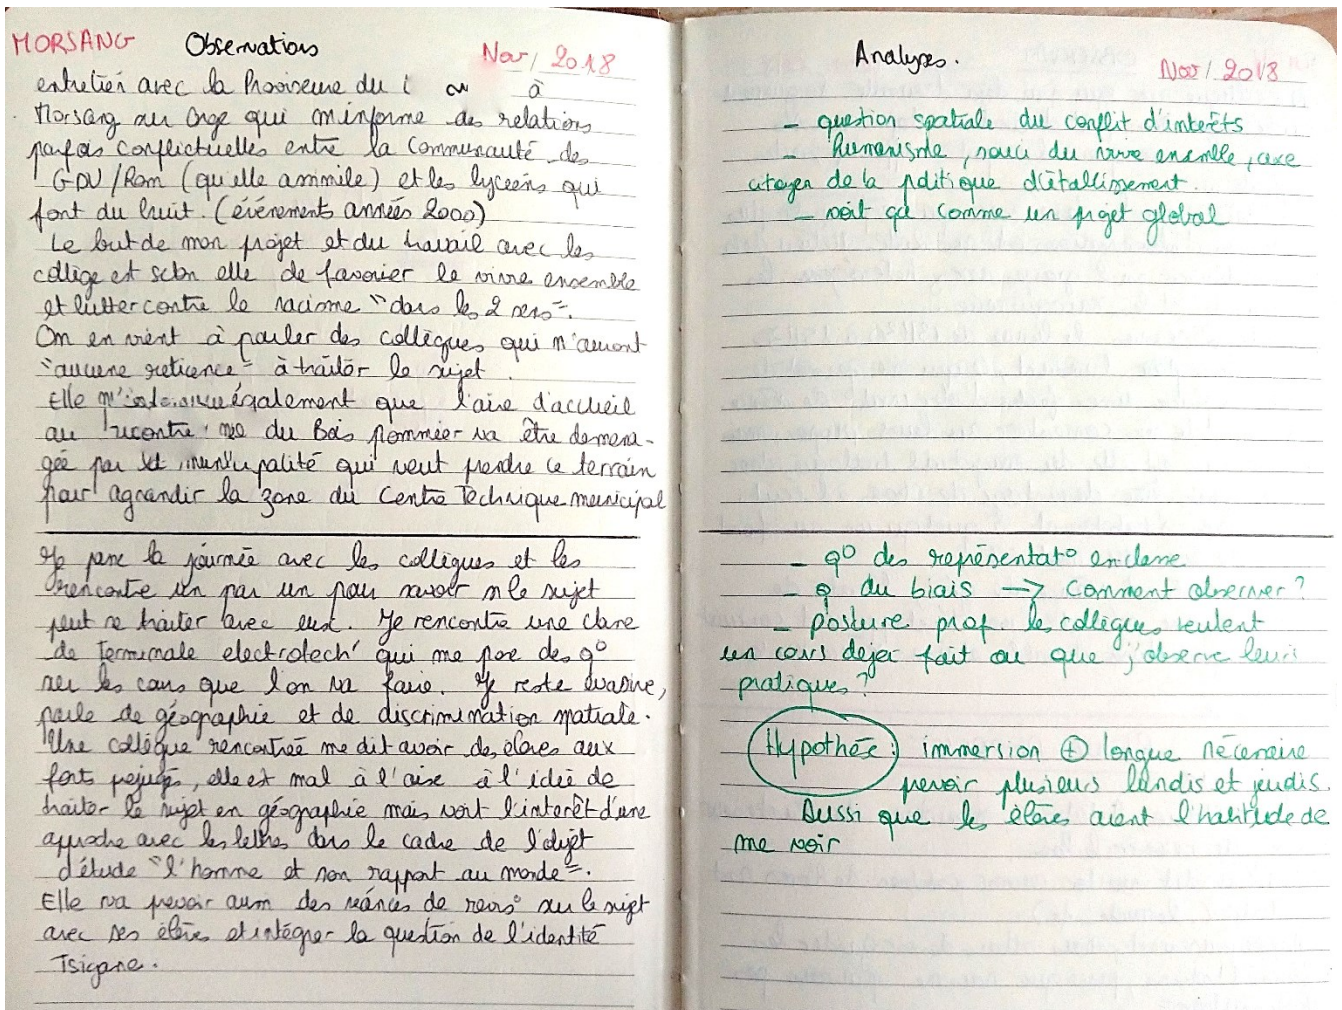 MORSANG Observations Nov/2018
entretien avec la Proviseure du à
Morsang sur Orge qui m'informe des relations
parfois conflictuelles entre la Communauté des
GDV/Rom (qu'elle assimile) et les lycéens qui
font du bruit. (événements années 2000)
Le but de mon projet et du travail avec les
collège est selon elle de favoriser le vivre ensemble
et lutter contre le racisme "dans les 2 sens".
On en vient à parler des collègues qui n'auront
"aucune reticence" à traiter le sujet.
Elle également que l'aire d'accueil
au du Bois Pommier va être demena-
gée par la municipalité qui veut prendre ce terrain
pour agrandir la zone du Centre Technique municipal
Je passe la journée avec les collègues et les
rencontre un par un pour savoir si le sujet
peut se traiter avec eux. Je rencontre une classe
de Terminale electrotech' qui me pose des q°
sur les cours que l'on va faire. Je reste évasive,
parle de géographie et de discrimination spatiale.
Une collègue rencontrée me dit avoir des élèves aux
forts préjugés, elle est mal à l'aise à l'idée de
traiter le sujet en géographie mais voit l'interêt d'une
approche avec les lettres dans le cadre de l'objet
d'étude "l'homme et son rapport au monde".
Elle va prevoir aussi des séances de revis° sur le sujet
avec ses élèves et intégrer la question de l'identité
Tsigane.
Analyses. Nov/2018
- question spatiale du conflit d'interêts
- humanisme, souci du vivre ensemble, axe
citoyen de la politique d'établissement.
- voit ça comme un projet global
- q° des représentat° en classe
- q du biais → Comment observer?
- posture prof. les collègues veulent
un cours dejà fait ou que j'observe leurs
pratiques?
Hypothèse: immersion ⊕ longue nécessaire
prevoir plusieurs lundis et jeudis.
Aussi que les élèves aient l'habitude de
me voir